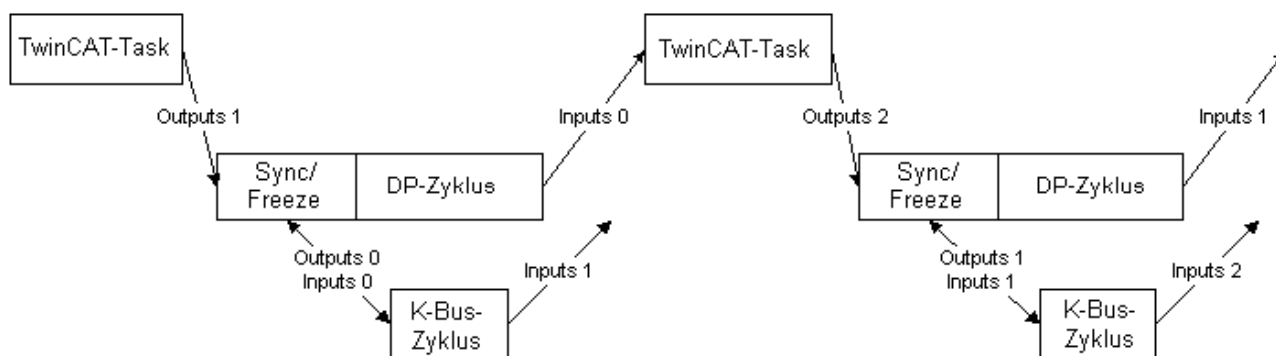 TwinCAT-Task
TwinCAT-Task
Outputs 1
Inputs 0
Outputs 2
Inputs 1
Sync/
Freeze
DP-Zyklus
Sync/
Freeze
DP-Zyklus
Outputs 0
Inputs 0
Inputs 1
Outputs 1
Inputs 1
Inputs 2
K-Bus-
Zyklus
K-Bus-
Zyklus